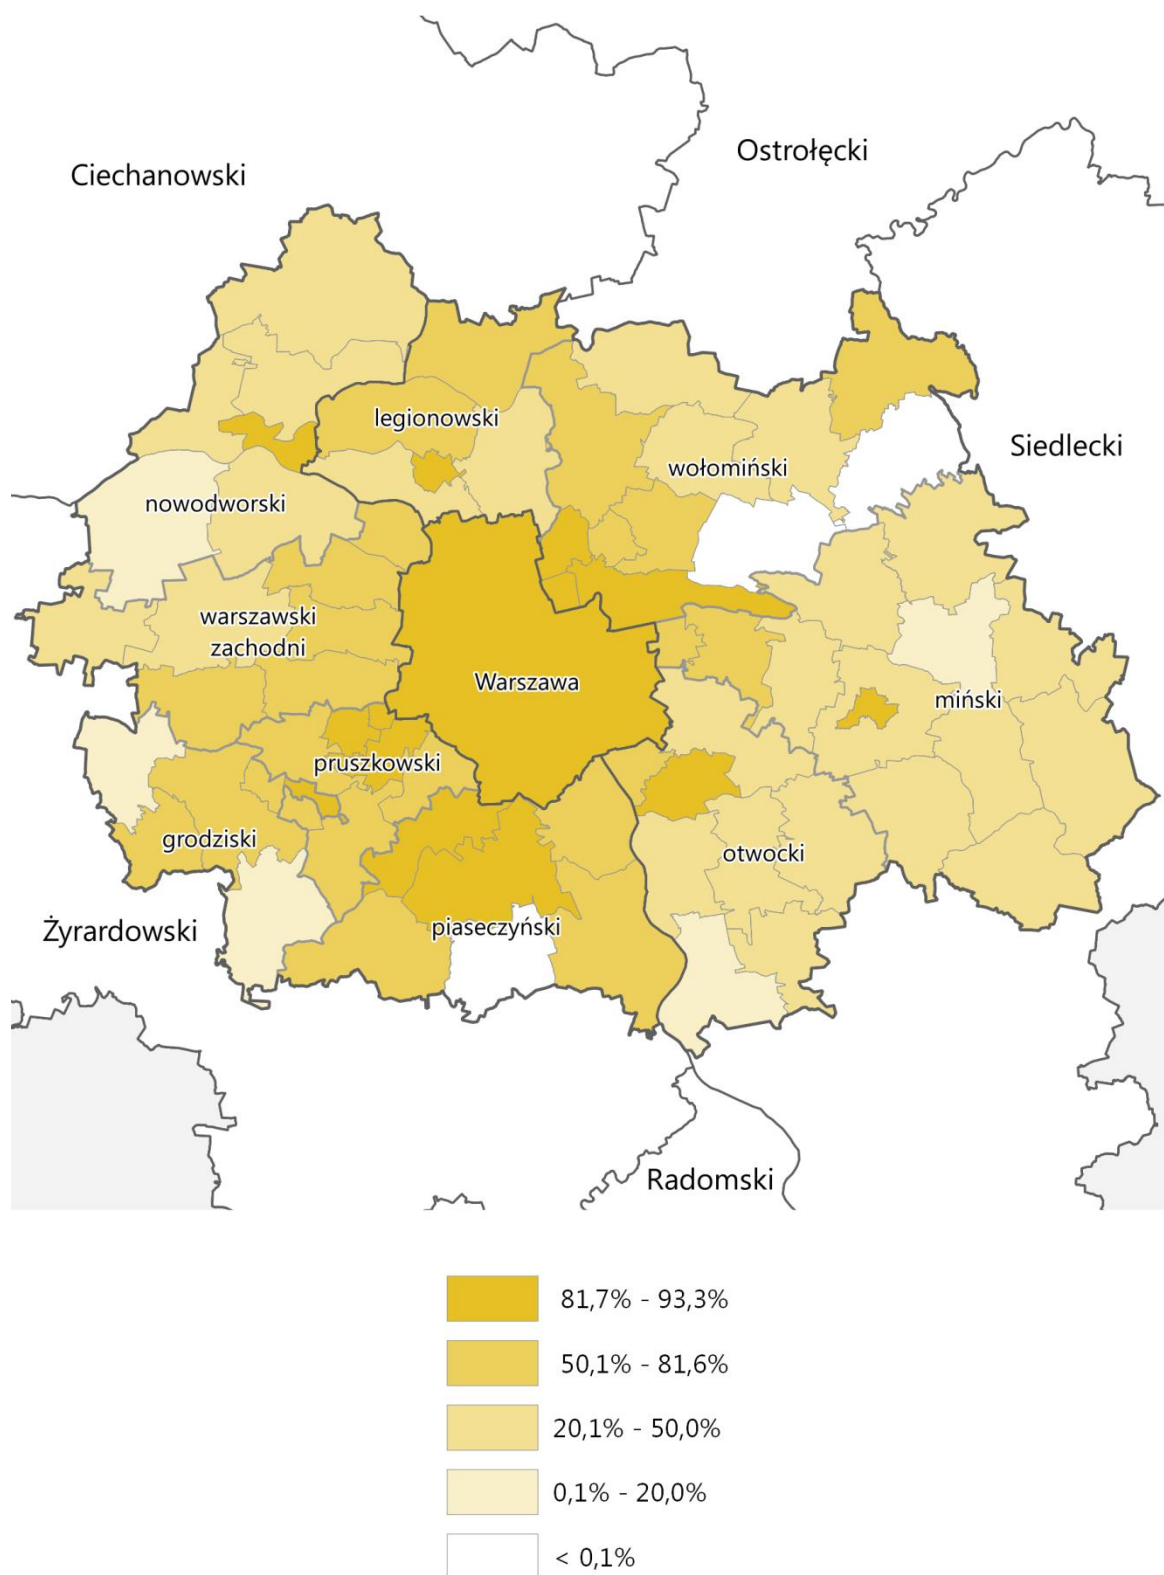 Ostrołęcki
Ciechanowski
legionowski
Siedlecki
wołomiński
nowodworski
warszawski
zachodni
Warszawa
miński
pruszkowski
grodziski
otwocki
piaseczyński
Żyrardowski
Radomski
81,7% - 93,3%
50,1% - 81,6%
20,1% - 50,0%
0,1% - 20,0%
< 0,1%